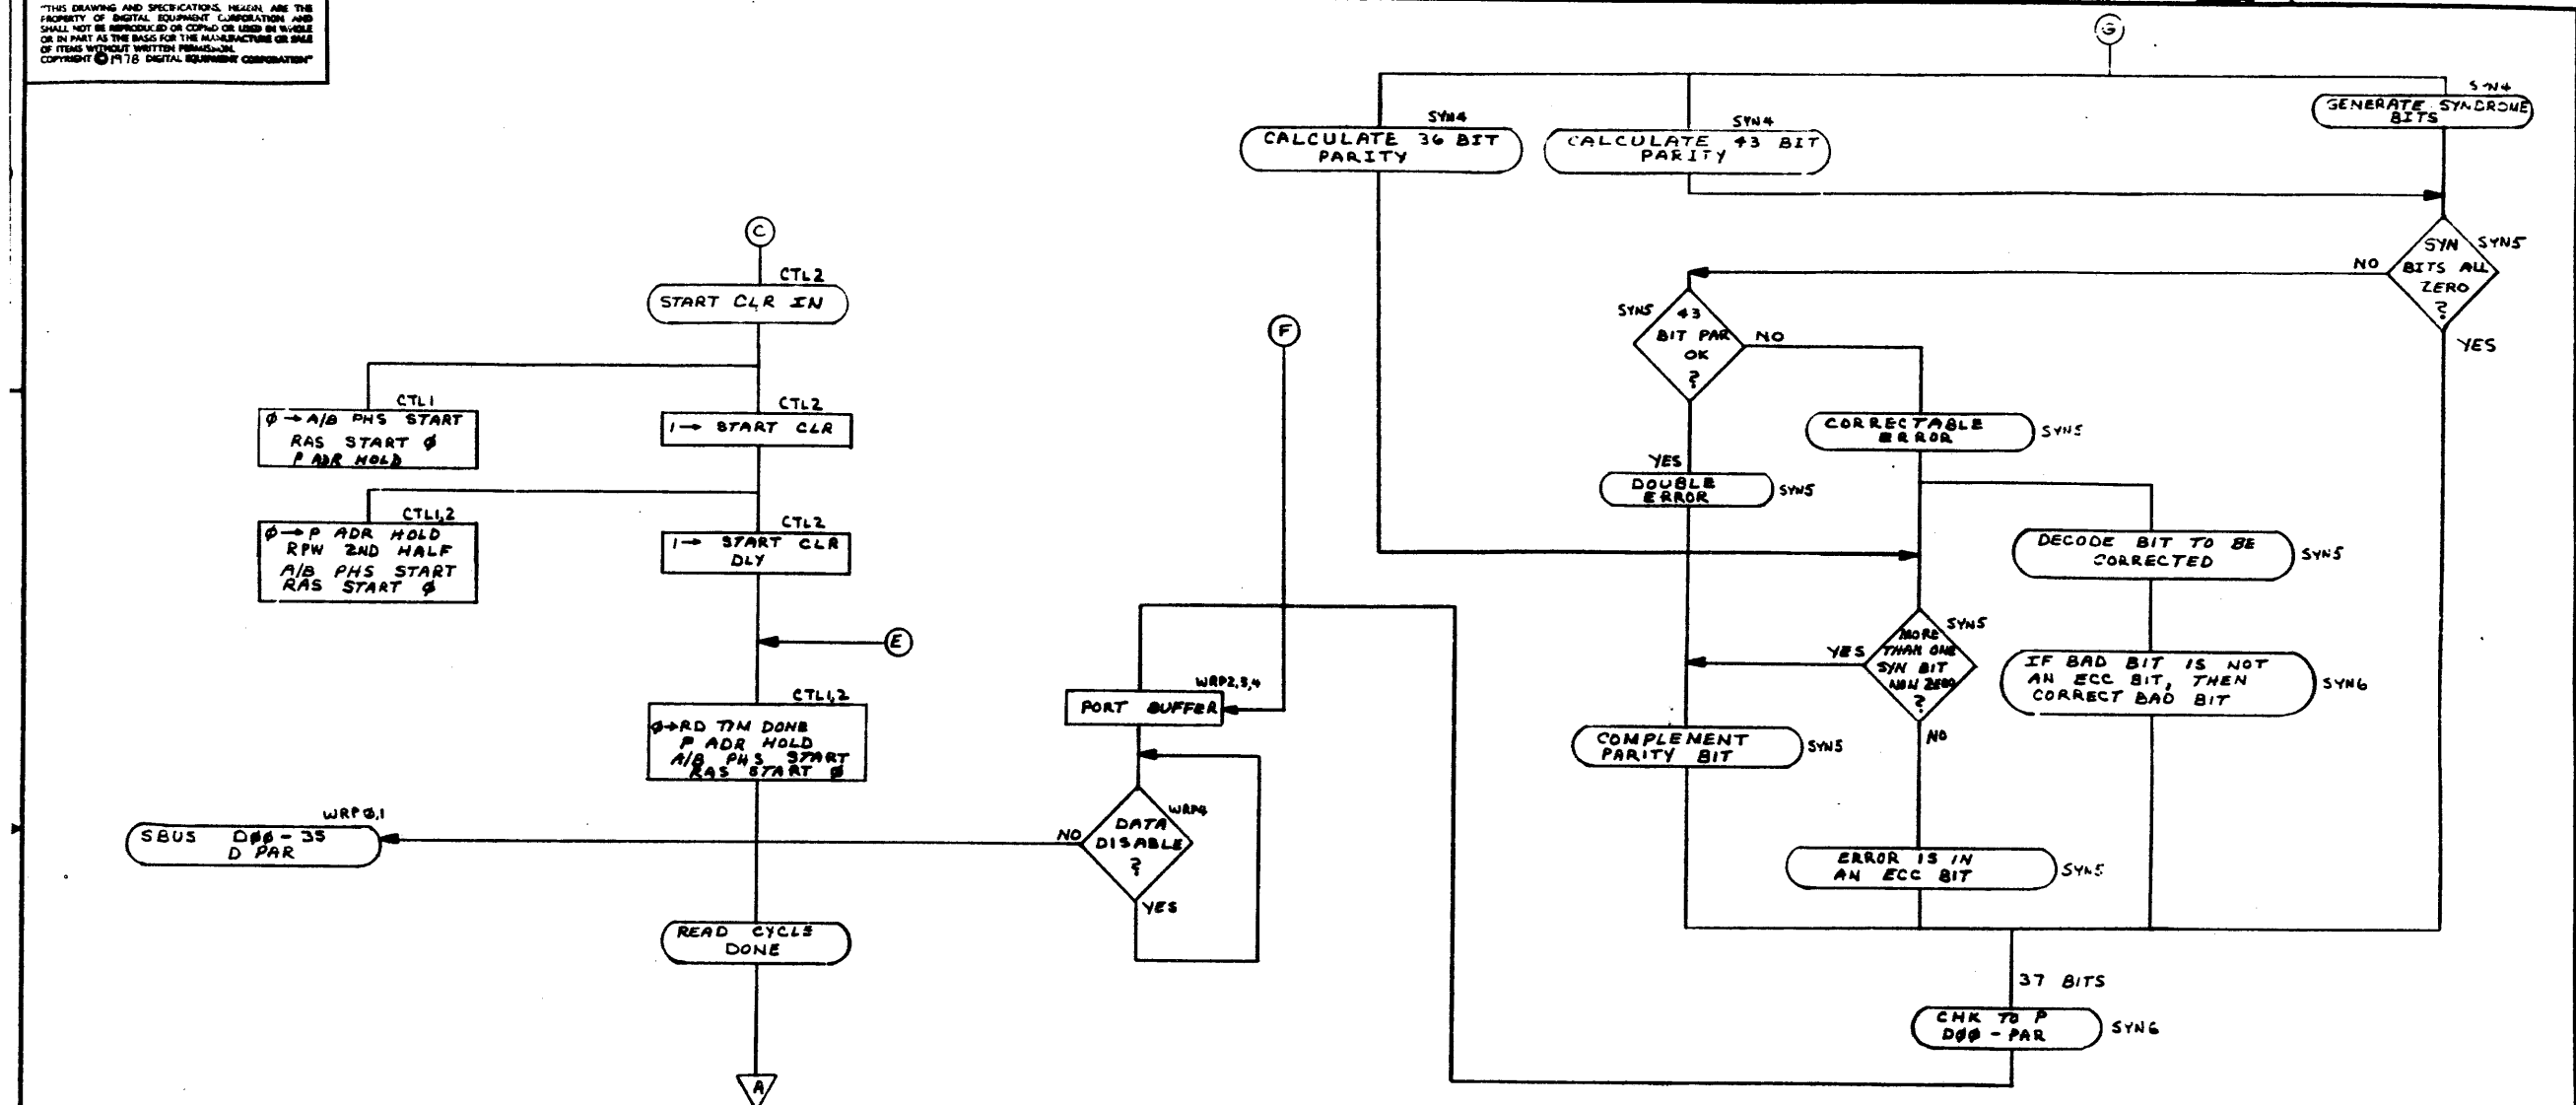 "THIS DRAWING AND SPECIFICATIONS, HEREIN, ARE THE
PROPERTY OF DIGITAL EQUIPMENT CORPORATION AND
SHALL NOT BE REPRODUCED OR COPIED OR USED IN WHOLE
OR IN PART AS THE BASIS FOR THE MANUFACTURE OR SALE
OF ITEMS WITHOUT WRITTEN PERMISSION.
COPYRIGHT © 1978 DIGITAL EQUIPMENT CORPORATION"
G
SYN4
GENERATE SYNDROME
BITS
SYN4
CALCULATE 36 BIT
PARITY
SYN4
CALCULATE 43 BIT
PARITY
SYN
BITS ALL
ZERO
?
SYN5
NO
YES
C
CTL2
START CLR IN
CTL1
Ø→A/B PHS START
RAS START Ø
P ADR HOLD
CTL2
1→ START CLR
CTL1,2
Ø→P ADR HOLD
RPW 2ND HALF
A/B PHS START
RAS START Ø
CTL2
1→ START CLR
DLY
E
CTL1,2
Ø→RD TIM DONE
P ADR HOLD
A/B PHS START
RAS START Ø
WRPØ,1
SBUS DØØ-35
D PAR
READ CYCLE
DONE
A
F
WRP2,3,4
PORT BUFFER
WRP4
DATA
DISABLE
?
NO
YES
SYN5
43
BIT PAR
OK
?
NO
YES
CORRECTABLE
ERROR
SYN5
DOUBLE
ERROR
SYN5
DECODE BIT TO BE
CORRECTED
SYN5
MORE
THAN ONE
SYN BIT
NON ZERO
?
SYN5
YES
NO
IF BAD BIT IS NOT
AN ECC BIT, THEN
CORRECT BAD BIT
SYN6
COMPLEMENT
PARITY BIT
SYN5
ERROR IS IN
AN ECC BIT
SYN5
37 BITS
CHK TO P
DØØ - PAR
SYN6